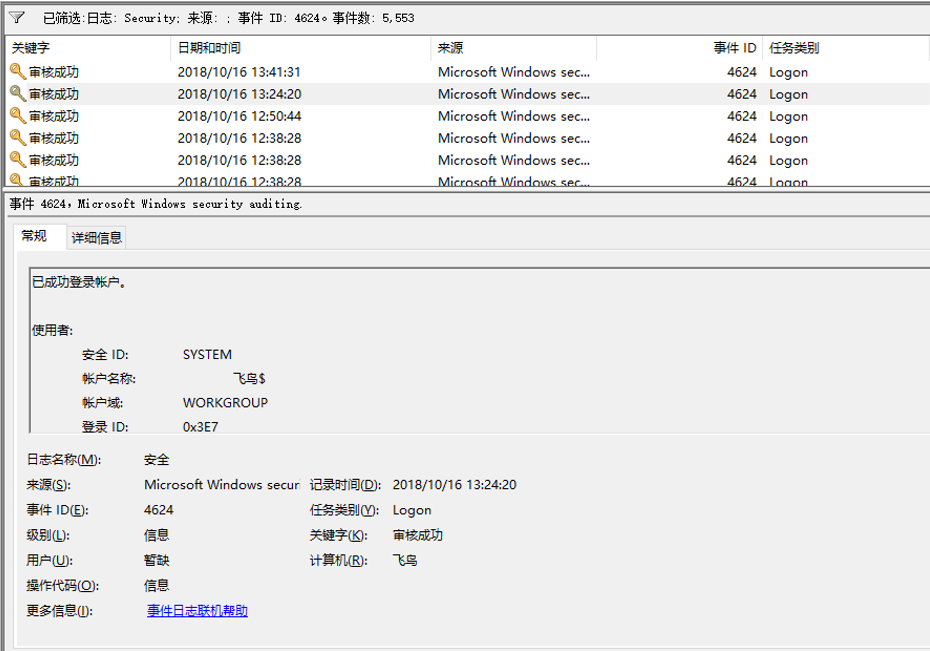 已筛选:日志: Security; 来源: ; 事件 ID: 4624。事件数: 5,553
关键字 日期和时间 来源 事件 ID 任务类别
审核成功 2018/10/16 13:41:31 Microsoft Windows sec... 4624 Logon
审核成功 2018/10/16 13:24:20 Microsoft Windows sec... 4624 Logon
审核成功 2018/10/16 12:50:44 Microsoft Windows sec... 4624 Logon
审核成功 2018/10/16 12:38:28 Microsoft Windows sec... 4624 Logon
审核成功 2018/10/16 12:38:28 Microsoft Windows sec... 4624 Logon
审核成功 2018/10/16 12:38:28 Microsoft Windows sec... 4624 Logon
事件 4624，Microsoft Windows security auditing.
常规 详细信息
已成功登录帐户。
使用者:
安全 ID: SYSTEM
帐户名称: 飞鸟$
帐户域: WORKGROUP
登录 ID: 0x3E7
日志名称(M): 安全
来源(S): Microsoft Windows securi 记录时间(D): 2018/10/16 13:24:20
事件 ID(E): 4624 任务类别(Y): Logon
级别(L): 信息 关键字(K): 审核成功
用户(U): 暂缺 计算机(R): 飞鸟
操作代码(O): 信息
更多信息(I): 事件日志联机帮助